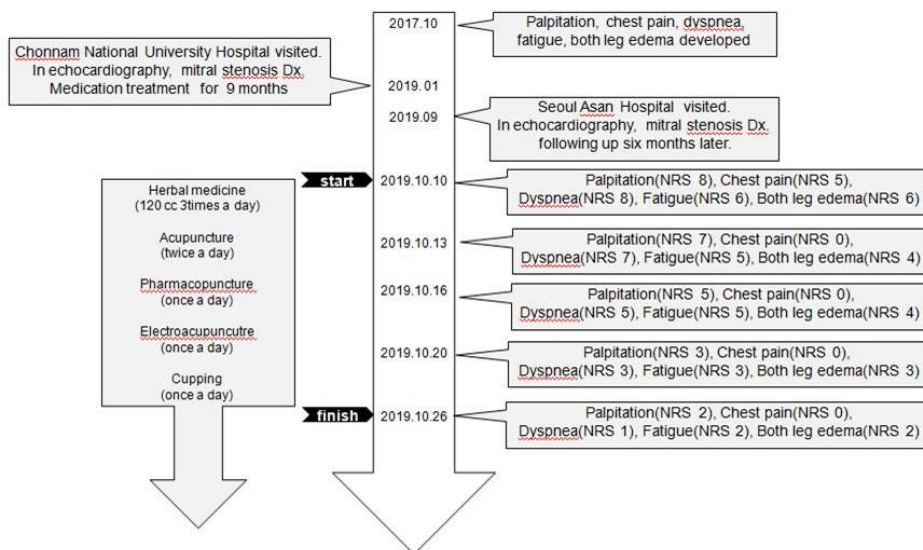 2017.10
Palpitation, chest pain, dyspnea,
fatigue, both leg edema developed
Chonnam National University Hospital visited.
In echocardiography, mitral stenosis Dx.
Medication treatment for 9 months
2019.01
2019.09
Seoul Asan Hospital visited.
In echocardiography, mitral stenosis Dx.
following up six months later.
start
2019.10.10
Palpitation(NRS 8), Chest pain(NRS 5),
Dyspnea(NRS 8), Fatigue(NRS 6), Both leg edema(NRS 6)
Herbal medicine
(120 cc 3times a day)
Acupuncture
(twice a day)
Pharmacopuncture
(once a day)
Electroacupuncutre
(once a day)
Cupping
(once a day)
2019.10.13
Palpitation(NRS 7), Chest pain(NRS 0),
Dyspnea(NRS 7), Fatigue(NRS 5), Both leg edema(NRS 4)
2019.10.16
Palpitation(NRS 5), Chest pain(NRS 0),
Dyspnea(NRS 5), Fatigue(NRS 5), Both leg edema(NRS 4)
2019.10.20
Palpitation(NRS 3), Chest pain(NRS 0),
Dyspnea(NRS 3), Fatigue(NRS 3), Both leg edema(NRS 3)
finish
2019.10.26
Palpitation(NRS 2), Chest pain(NRS 0),
Dyspnea(NRS 1), Fatigue(NRS 2), Both leg edema(NRS 2)